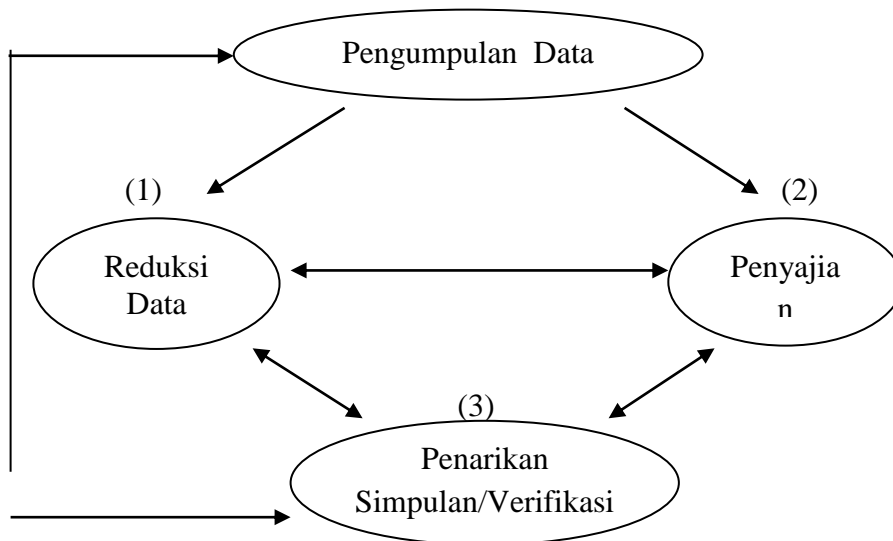 Pengumpulan Data
(1)
(2)
Reduksi
Data
Penyajia
n
(3)
Penarikan
Simpulan/Verifikasi